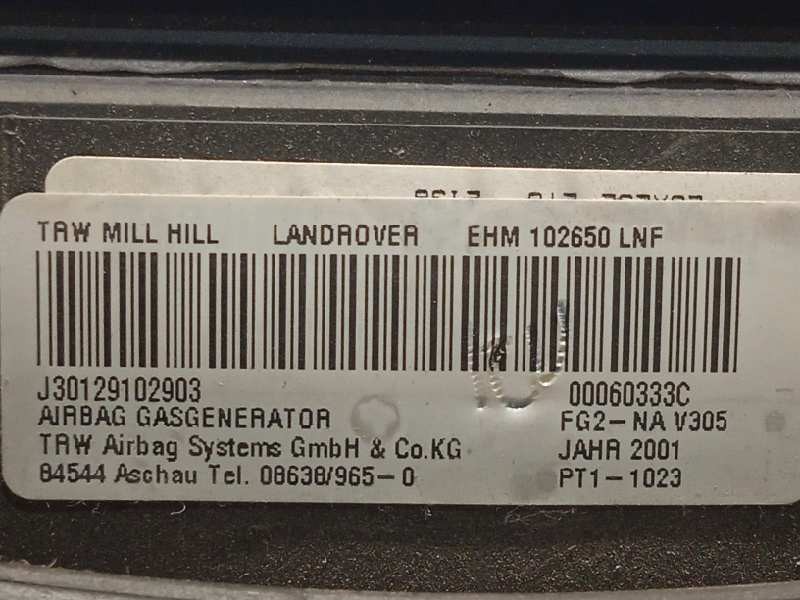 TRW MILL HILL LANDROVER EHM 102650 LNF
J30129102903 00060333C
AIRBAG GASGENERATOR FG2-NA V305
TRW Airbag Systems GmbH & Co.KG JAHR 2001
84544 Aschau Tel. 08638/965-0 PT1-1023